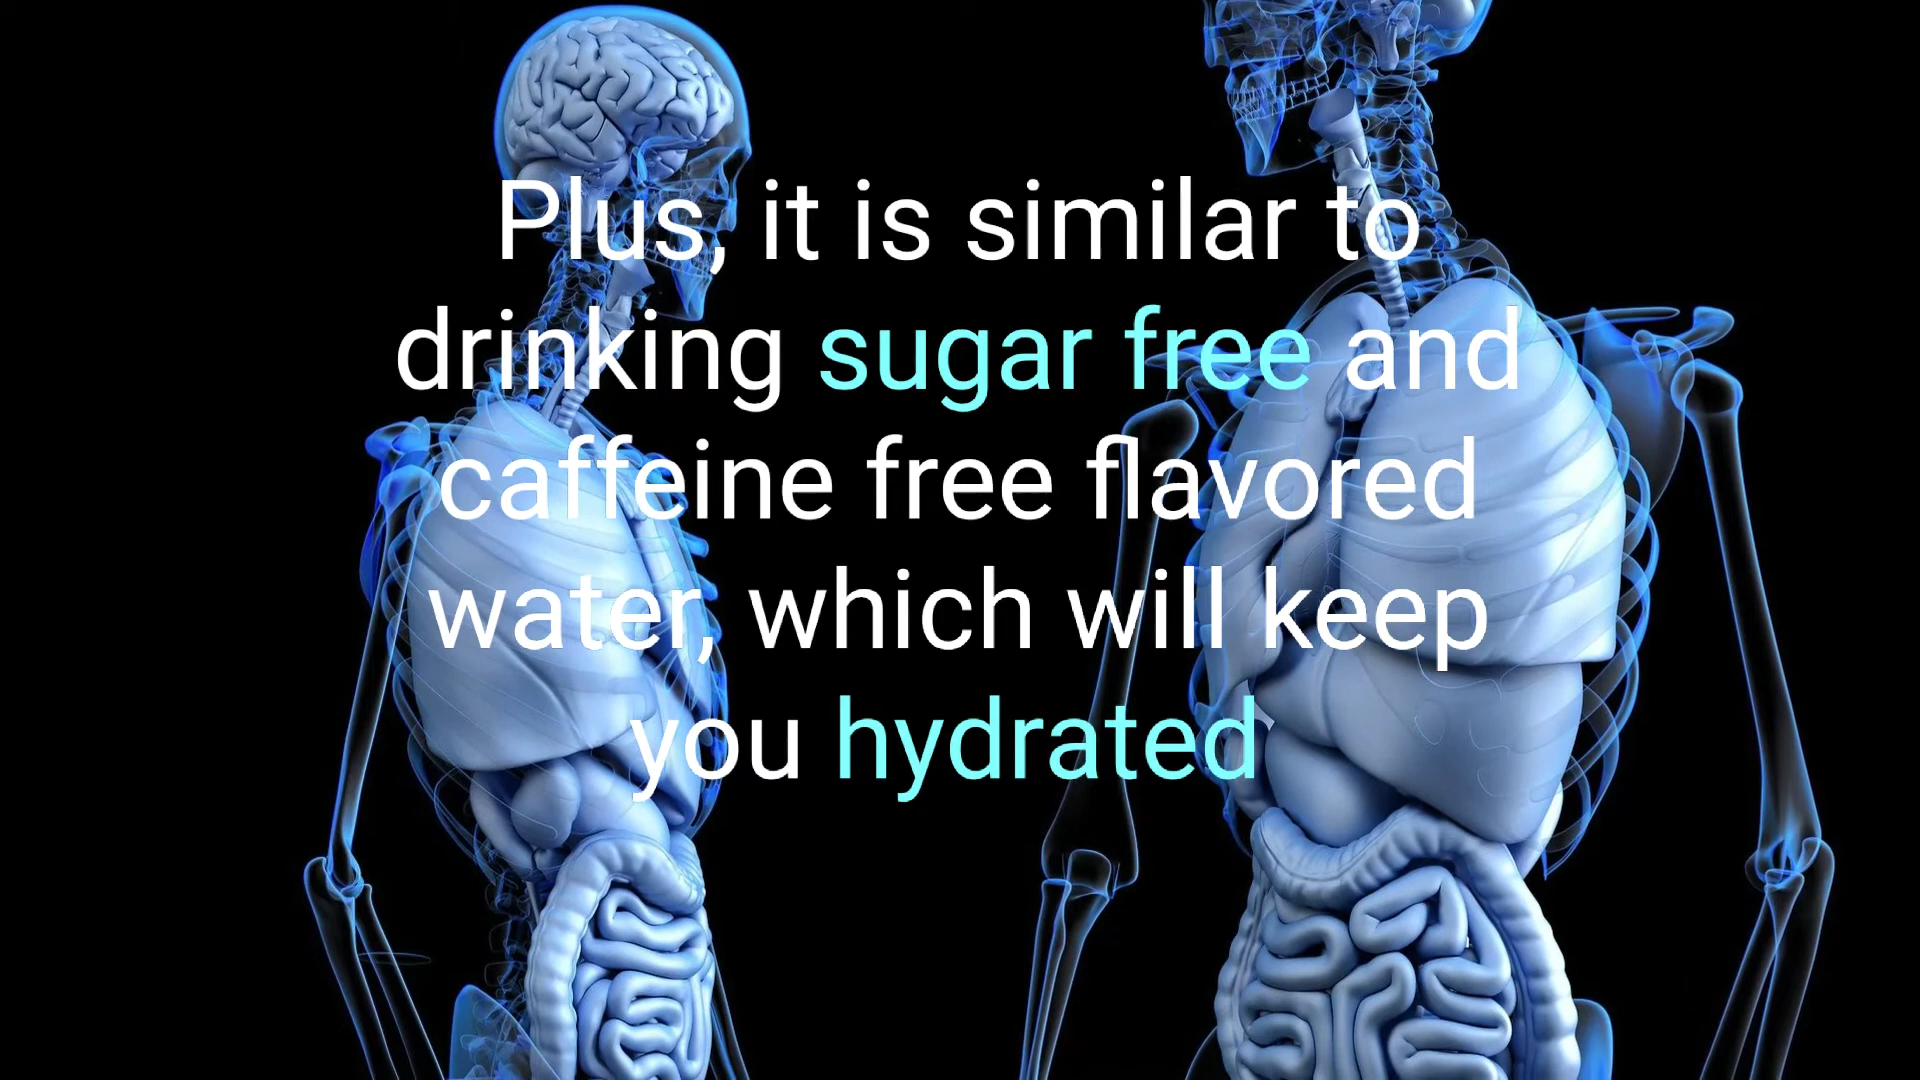 Plus, it is similar to
drinking sugar free and
caffeine free flavored
water, which will keep
you hydrated